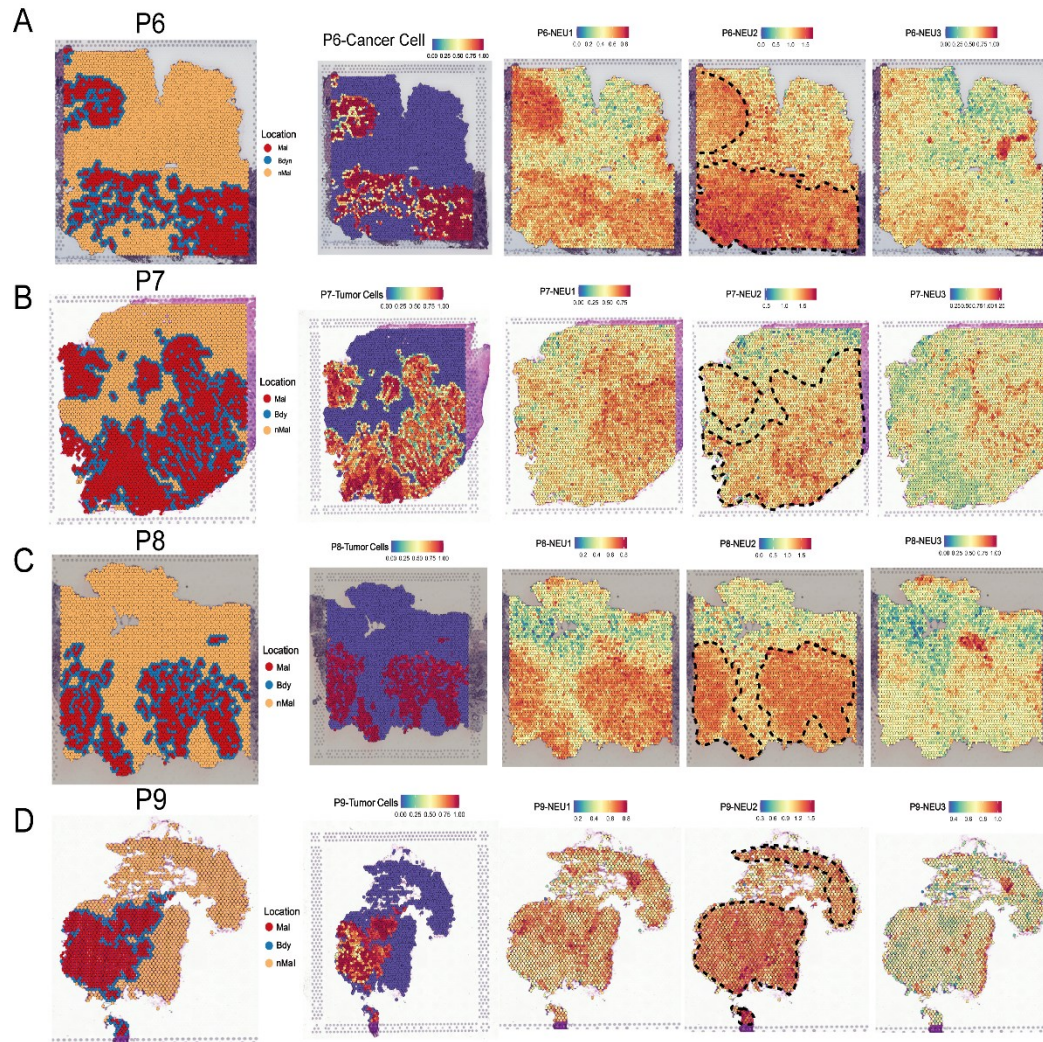 A
P6
Location
Mal
Bdyn
nMal
P6-Cancer Cell
0.00 0.25 0.50 0.75 1.00
P6-NEU1
0.0 0.2 0.4 0.6 0.8
P6-NEU2
0.0 0.5 1.0 1.5
P6-NEU3
0.00 0.25 0.50 0.75 1.00
B
P7
Location
Mal
Bdy
nMal
P7-Tumor Cells
0.00 0.25 0.50 0.75 1.00
P7-NEU1
0.00 0.25 0.50 0.75
P7-NEU2
0.5 1.0 1.5
P7-NEU3
0.25 0.50 0.75 1.00 1.25
C
P8
Location
Mal
Bdy
nMal
P8-Tumor Cells
0.00 0.25 0.50 0.75 1.00
P8-NEU1
0.2 0.4 0.6 0.8
P8-NEU2
0.0 0.5 1.0 1.5
P8-NEU3
0.00 0.25 0.50 0.75 1.00
D
P9
Location
Mal
Bdy
nMal
P9-Tumor Cells
0.00 0.25 0.50 0.75 1.00
P9-NEU1
0.2 0.4 0.6 0.8
P9-NEU2
0.3 0.6 0.9 1.2 1.5
P9-NEU3
0.4 0.6 0.8 1.0